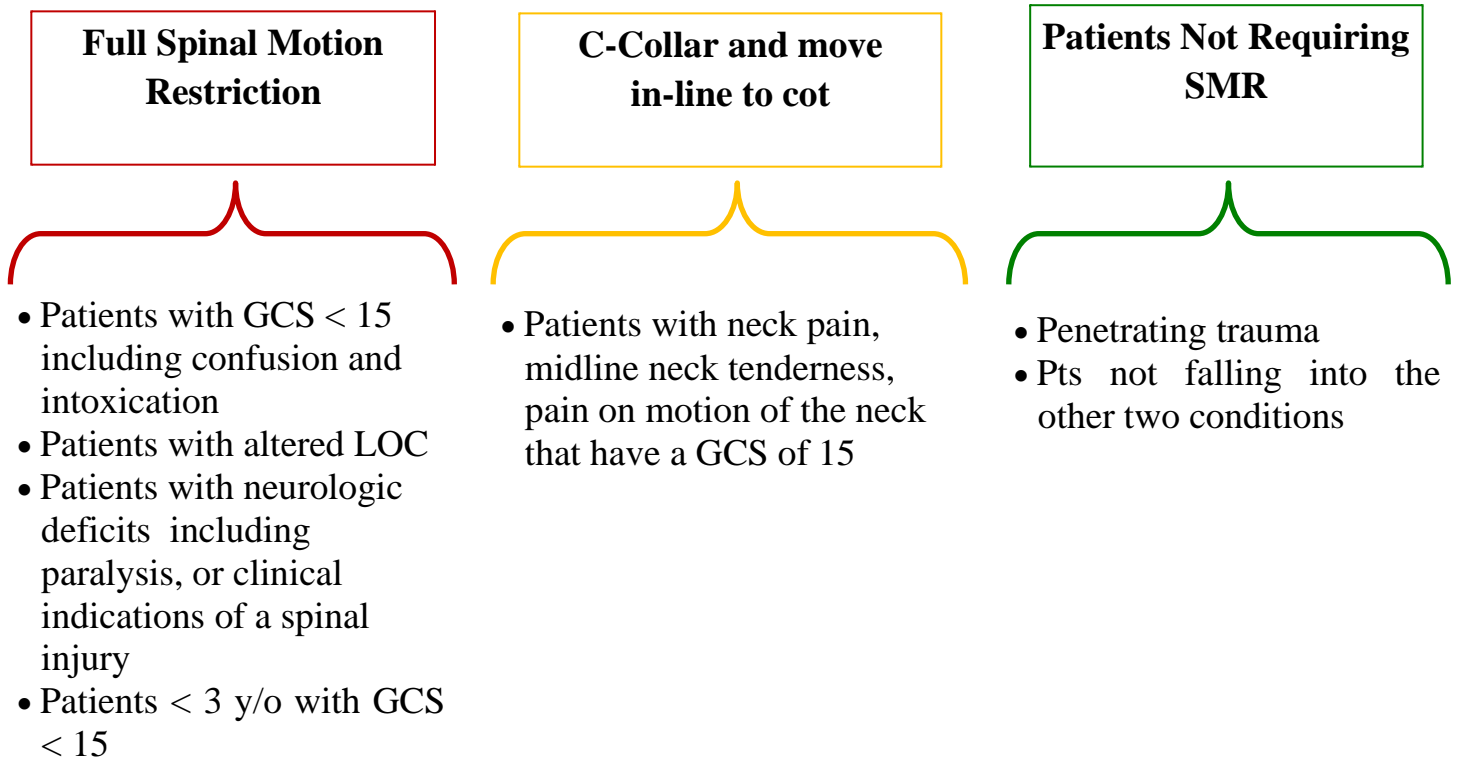 Full Spinal Motion
Restriction
• Patients with GCS < 15
including confusion and
intoxication
• Patients with altered LOC
• Patients with neurologic
deficits including
paralysis, or clinical
indications of a spinal
injury
• Patients < 3 y/o with GCS
< 15
C-Collar and move
in-line to cot
• Patients with neck pain,
midline neck tenderness,
pain on motion of the neck
that have a GCS of 15
Patients Not Requiring
SMR
• Penetrating trauma
• Pts not falling into the
other two conditions